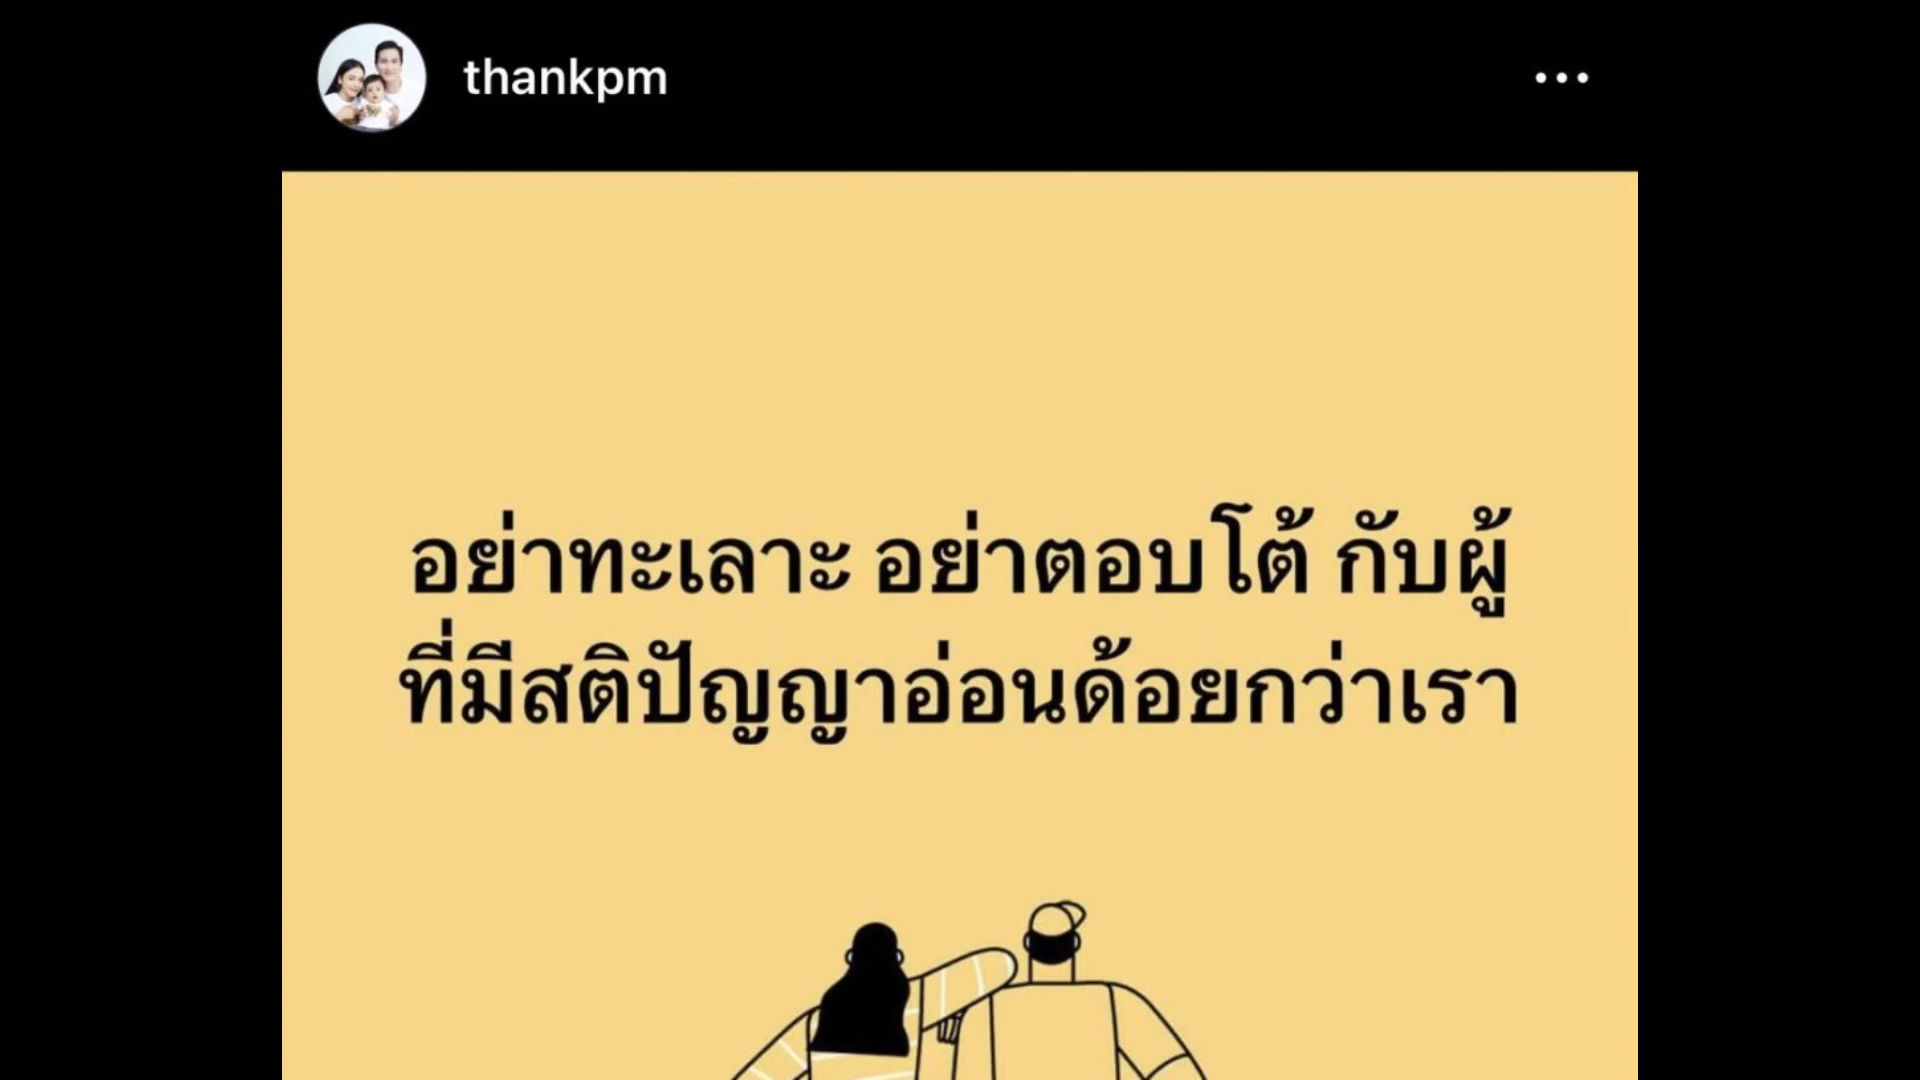 thankpm
อย่าทะเลาะ อย่าตอบโต้ กับผู้
ที่มีสติปัญญาอ่อนด้อยกว่าเรา